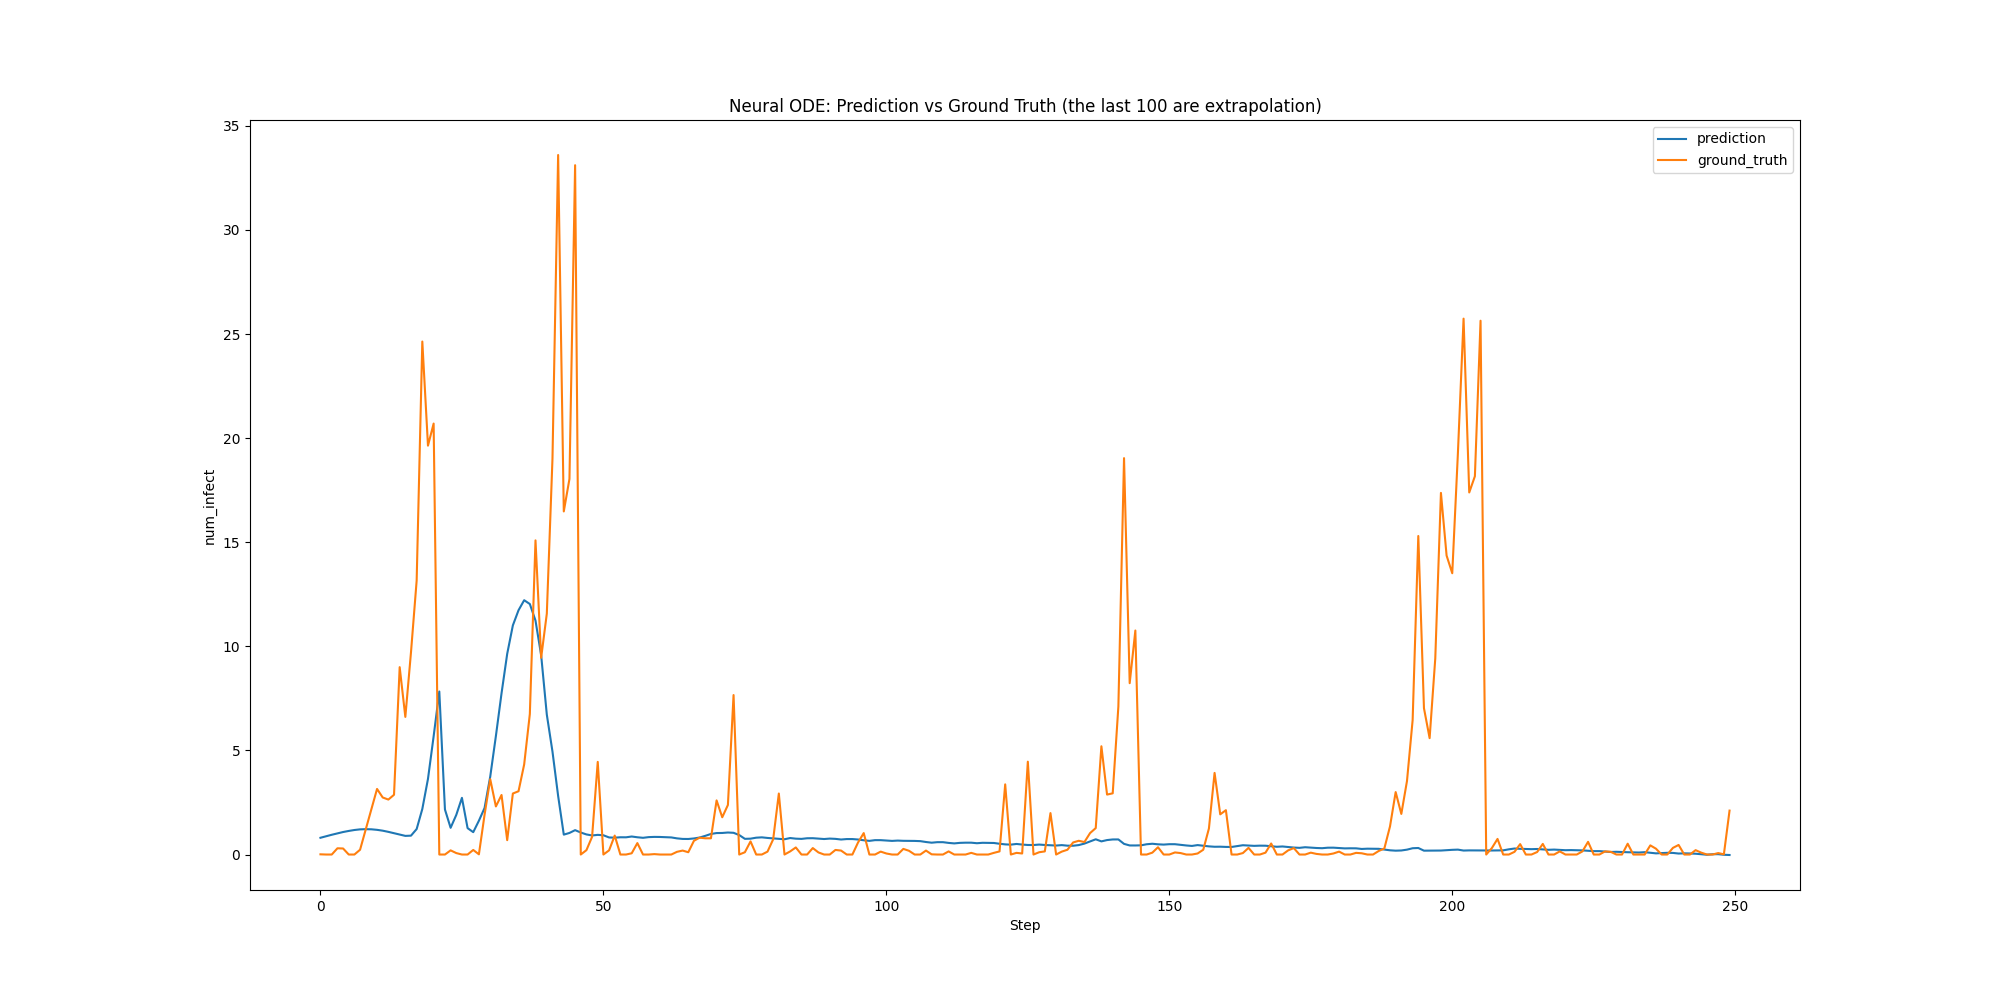 Neural ODE: Prediction vs Ground Truth (the last 100 are extrapolation)
prediction
ground_truth
35
30
25
20
15
10
5
0
num_infect
0 50 100 150 200 250
Step